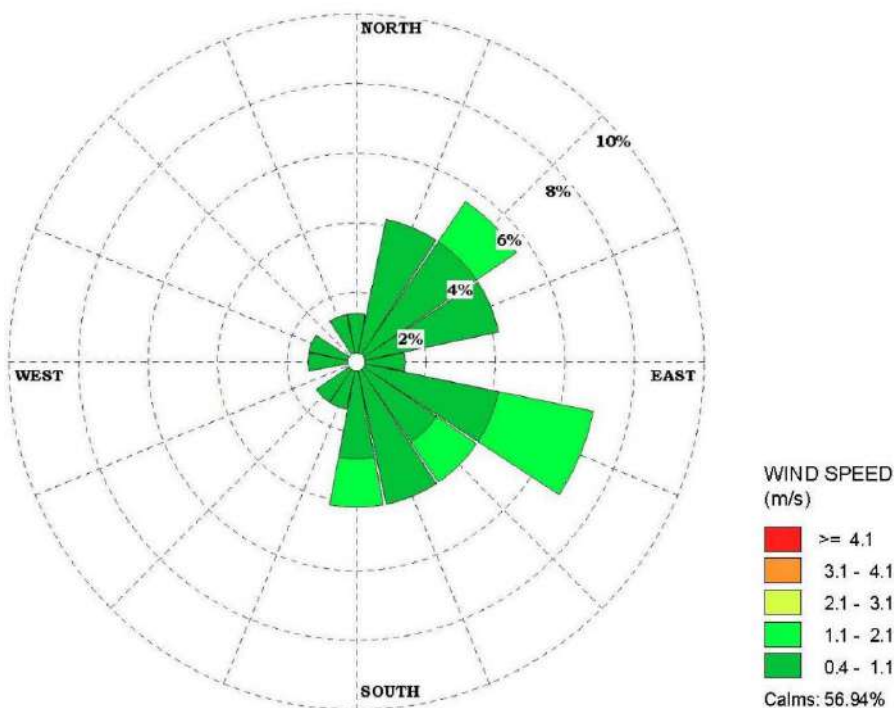 NORTH
10%
8%
6%
4%
2%
WEST
EAST
SOUTH
WIND SPEED
(m/s)
>= 4.1
3.1 - 4.1
2.1 - 3.1
1.1 - 2.1
0.4 - 1.1
Calms: 56.94%